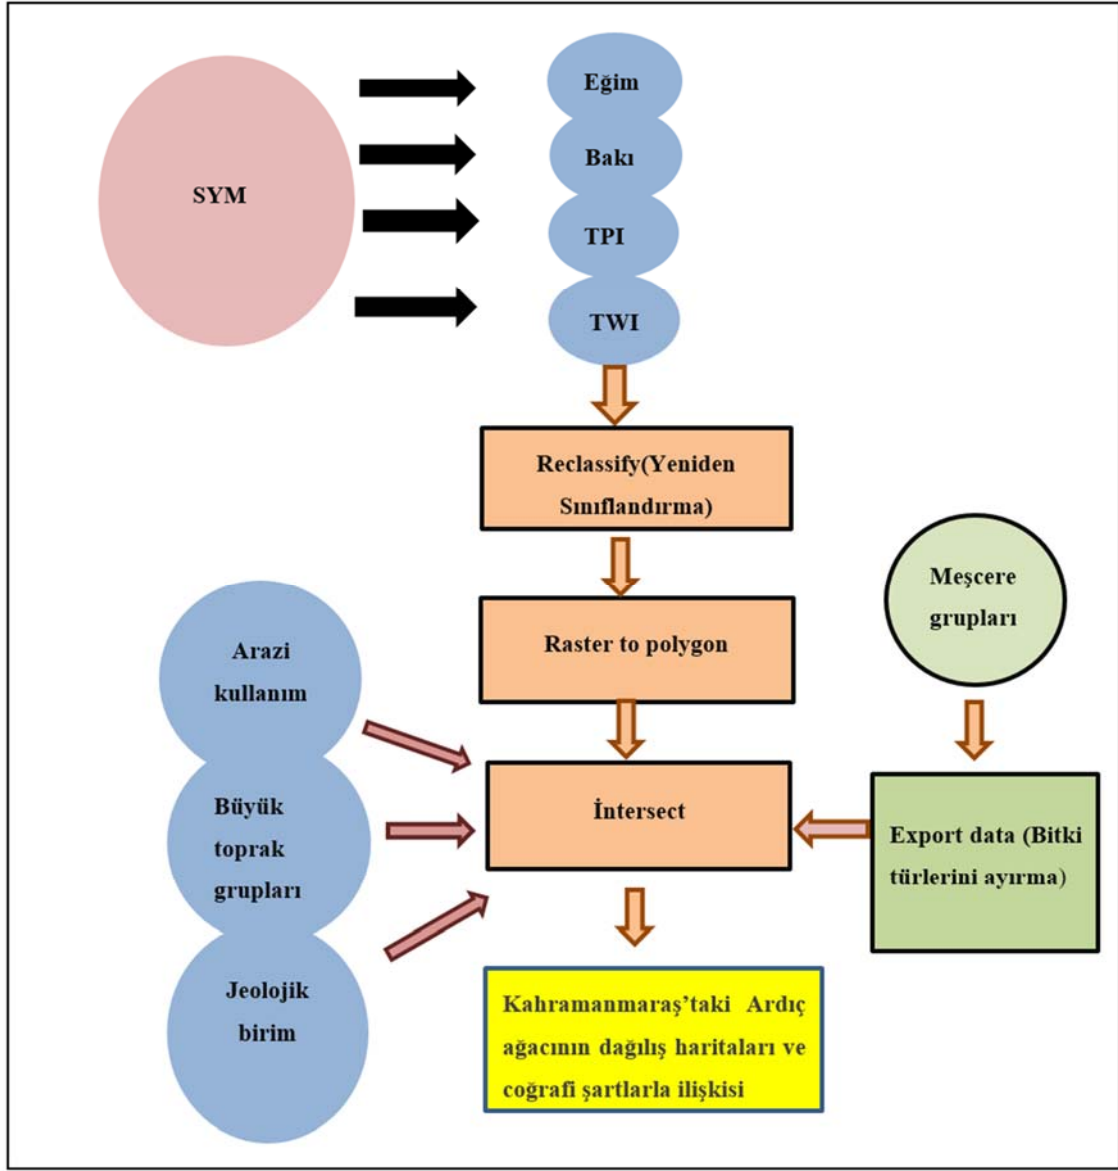 SYM
Eğim
Bakı
TPI
TWI
Reclassify(Yeniden
Sınıflandırma)
Raster to polygon
Meşcere
grupları
Arazi
kullanım
Büyük
toprak
grupları
Jeolojik
birim
İntersect
Export data (Bitki
türlerini ayırma)
Kahramanmaraş’taki Ardıç
ağacının dağılış haritaları ve
coğrafi şartlarla ilişkisi